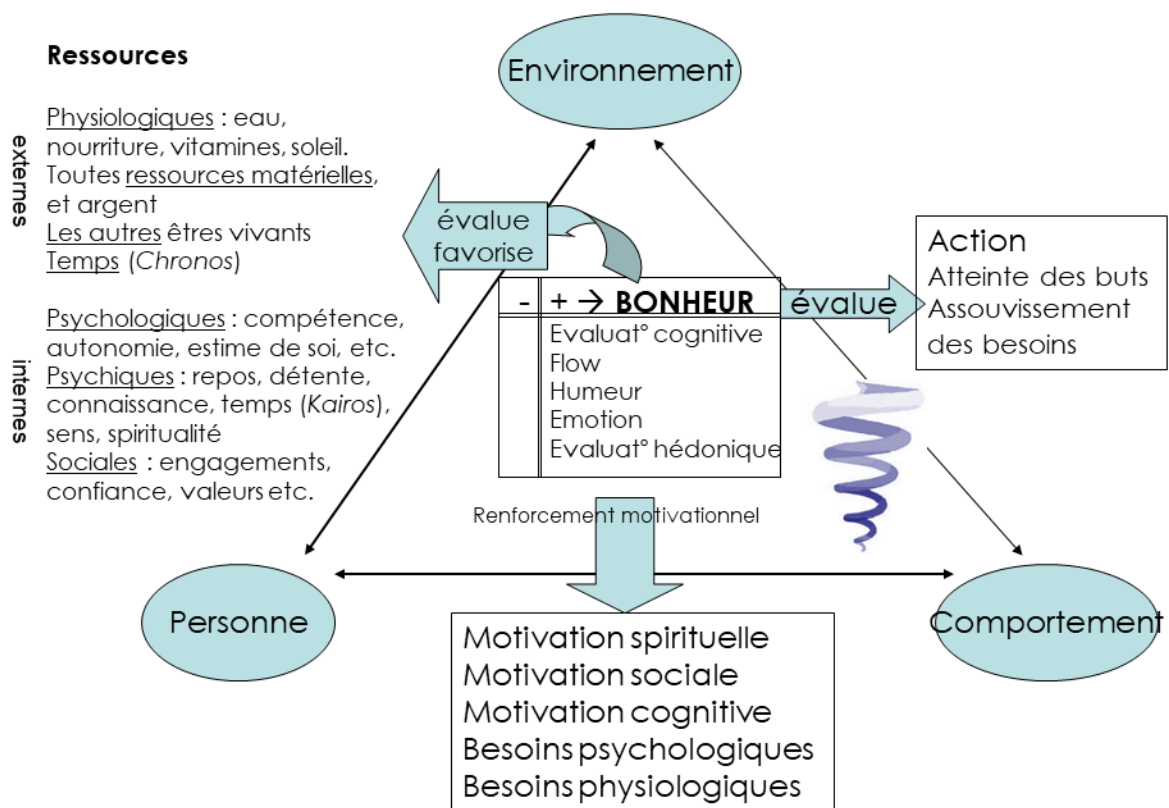 Ressources
Environnement
externes
Physiologiques : eau,
nourriture, vitamines, soleil.
Toutes ressources matérielles,
et argent
Les autres êtres vivants
Temps (Chronos)
internes
Psychologiques : compétence,
autonomie, estime de soi, etc.
Psychiques : repos, détente,
connaissance, temps (Kairos),
sens, spiritualité
Sociales : engagements,
confiance, valeurs etc.
évalue
favorise
- + → BONHEUR
Evaluat° cognitive
Flow
Humeur
Emotion
Evaluat° hédonique
évalue
Action
Atteinte des buts
Assouvissement
des besoins
Renforcement motivationnel
Personne
Comportement
Motivation spirituelle
Motivation sociale
Motivation cognitive
Besoins psychologiques
Besoins physiologiques